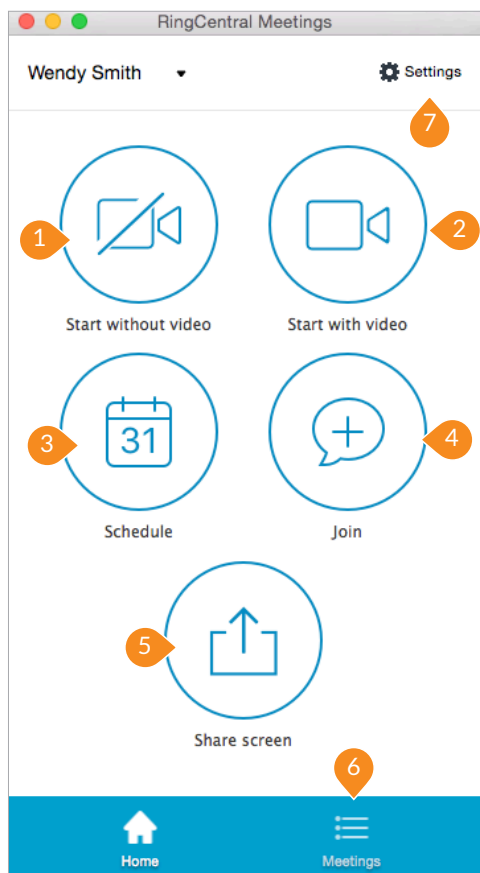 RingCentral Meetings
Wendy Smith
Settings
7
1
2
Start without video
Start with video
31
3
4
Schedule
Join
5
Share screen
6
Home
Meetings